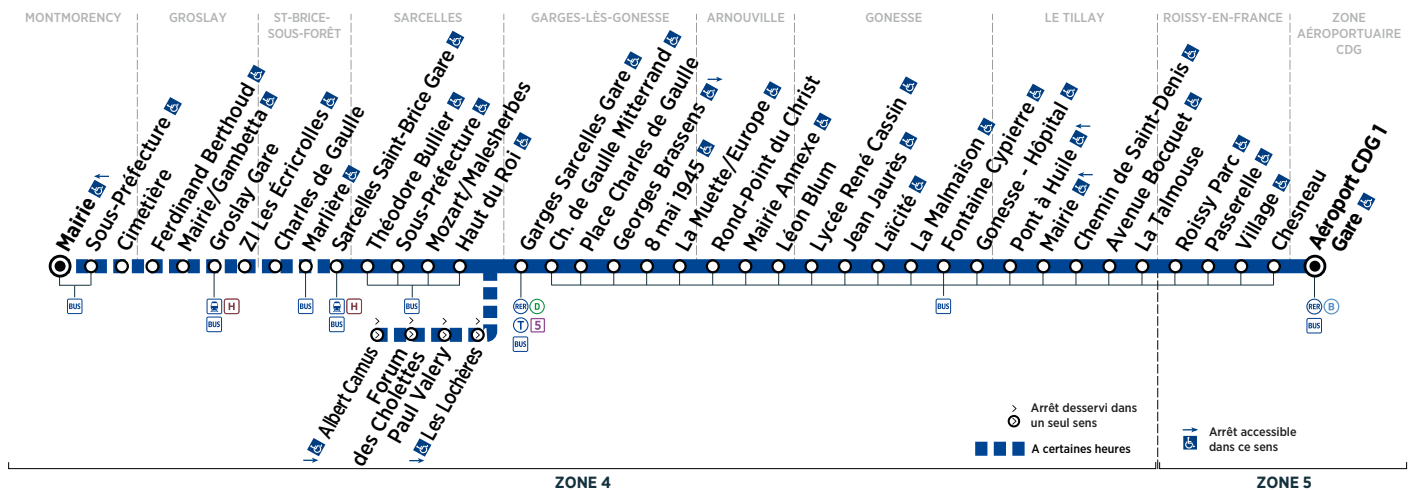 MONTMORENCY
GROSLAY
ST-BRICE-
SOUS-FORÊT
SARCELLES
GARGES-LÈS-GONESSE
ARNOUVILLE
GONESSE
LE TILLAY
ROISSY-EN-FRANCE
ZONE
AÉROPORTUAIRE
CDG
Mairie
Sous-Préfecture
Cimetière
Ferdinand Berthoud
Mairie/Gambetta
Groslay Gare
ZI Les Écricrolles
Charles de Gaulle
Marlière
Sarcelles Saint-Brice Gare
Théodore Bullier
Sous-Préfecture
Mozart/Malesherbes
Haut du Roi
Garges Sarcelles Gare
Ch. de Gaulle Mitterrand
Place Charles de Gaulle
Georges Brassens
8 mai 1945
La Muette/Europe
Rond-Point du Christ
Mairie Annexe
Léon Blum
Lycée René Cassin
Jean Jaurès
Laïcité
La Malmaison
Fontaine Cypierre
Gonesse - Hôpital
Pont à Huile
Mairie
Chemin de Saint-Denis
Avenue Bocquet
La Talmouse
Roissy Parc
Passerelle
Village
Chesneau
Aéroport CDG 1
Gare
BUS
H
BUS
BUS
H
BUS
BUS
RER D
T 5
BUS
BUS
RER B
BUS
Albert Camus
Forum
des Cholettes
Paul Valery
Les Lochères
Arrêt desservi dans
un seul sens
A certaines heures
Arrêt accessible
dans ce sens
ZONE 4
ZONE 5